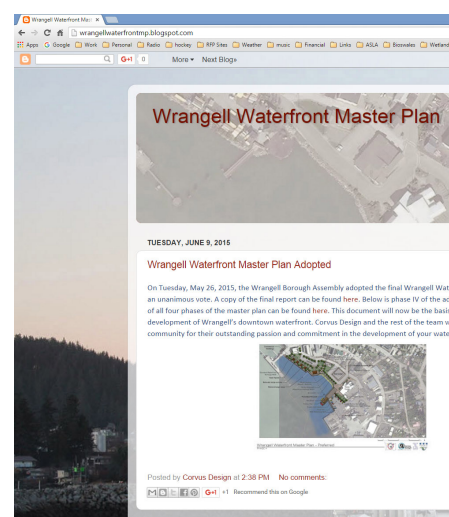 Wrangell Waterfront Mas
wrangellwaterfrontmp.blogspot.com
Apps Google Work Personal Radio hockey RFP Sites Weather music Financial Links ASLA Bioswales Wetland
G+1 0 More Next Blog»
Wrangell Waterfront Master Plan
TUESDAY, JUNE 9, 2015
Wrangell Waterfront Master Plan Adopted
On Tuesday, May 26, 2015, the Wrangell Borough Assembly adopted the final Wrangell Wat
an unanimous vote. A copy of the final report can be found here. Below is phase IV of the ad
of all four phases of the master plan can be found here. This document will now be the basi
development of Wrangell's downtown waterfront. Corvus Design and the rest of the team w
community for their outstanding passion and commitment in the development of your wate
Wrangell Waterfront Master Plan - Preferred
Posted by Corvus Design at 2:38 PM No comments:
G+1 +1 Recommend this on Google